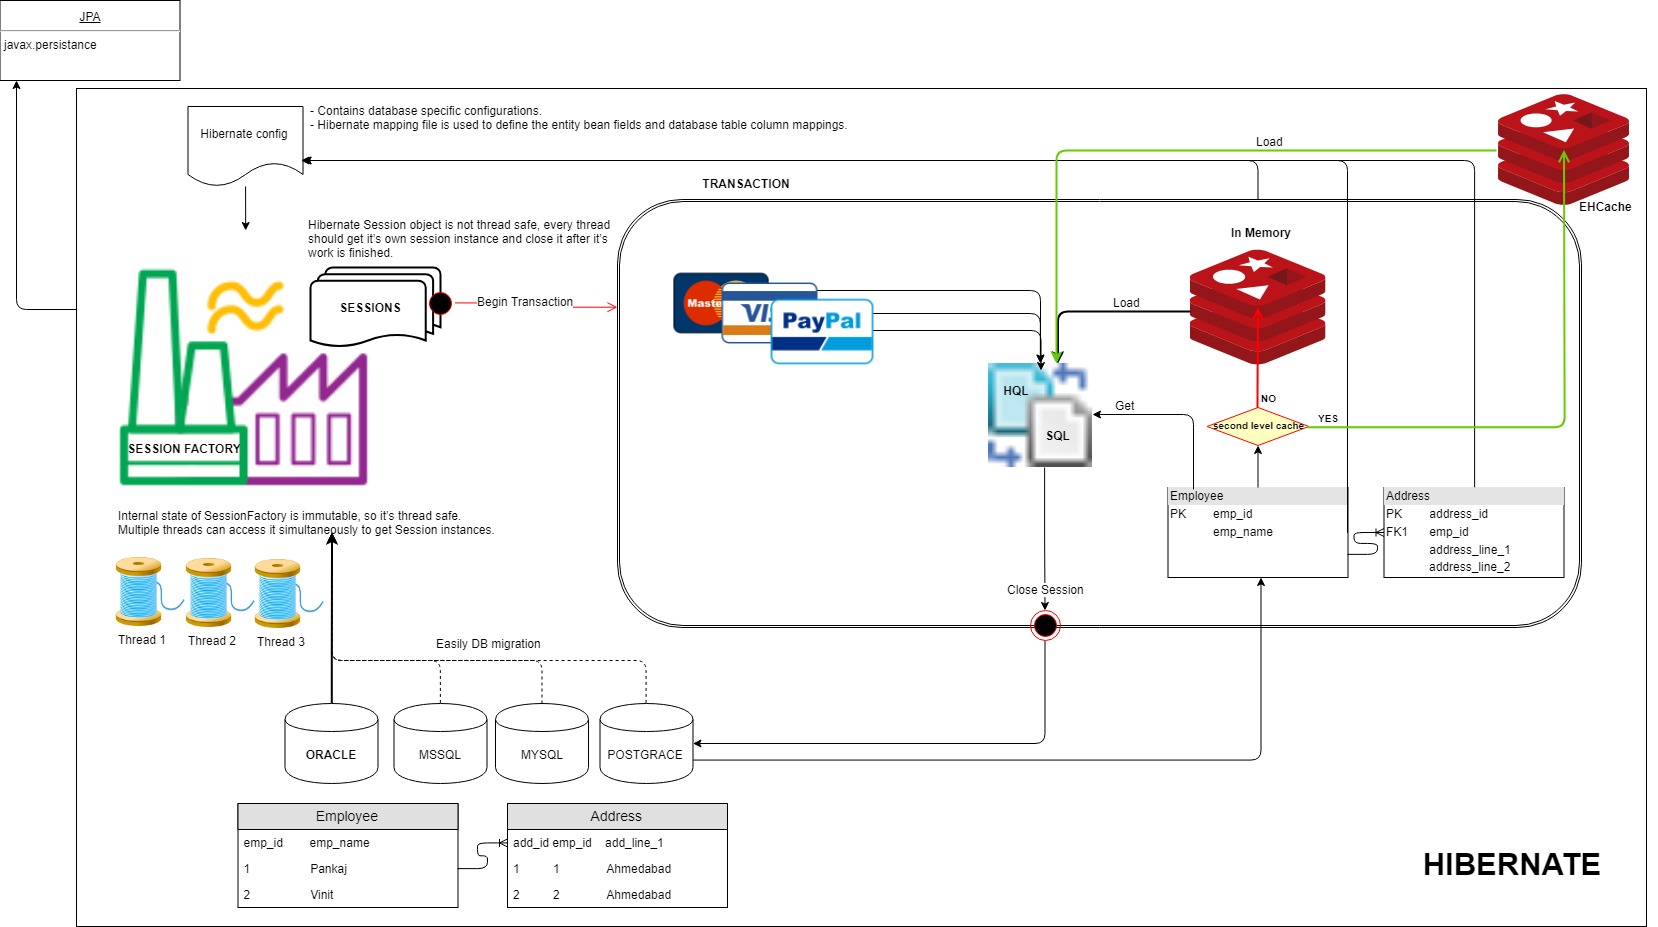 JPA
javax.persistance
Hibernate config
- Contains database specific configurations.
- Hibernate mapping file is used to define the entity bean fields and database table column mappings.
Load
EHCache
TRANSACTION
Hibernate Session object is not thread safe, every thread
should get it's own session instance and close it after it's
work is finished.
In Memory
SESSIONS
Begin Transaction
Master
VISA
PayPal
Load
HQL
SQL
Get
NO
YES
second level cache
SESSION FACTORY
Employee
PK emp_id
emp_name
Address
PK address_id
FK1 emp_id
address_line_1
address_line_2
Internal state of SessionFactory is immutable, so it's thread safe.
Multiple threads can access it simultaneously to get Session instances.
Close Session
Thread 1
Thread 2
Thread 3
Easily DB migration
ORACLE
MSSQL
MYSQL
POSTGRACE
Employee
emp_id emp_name
1 Pankaj
2 Vinit
Address
add_id emp_id add_line_1
1 1 Ahmedabad
2 2 Ahmedabad
HIBERNATE